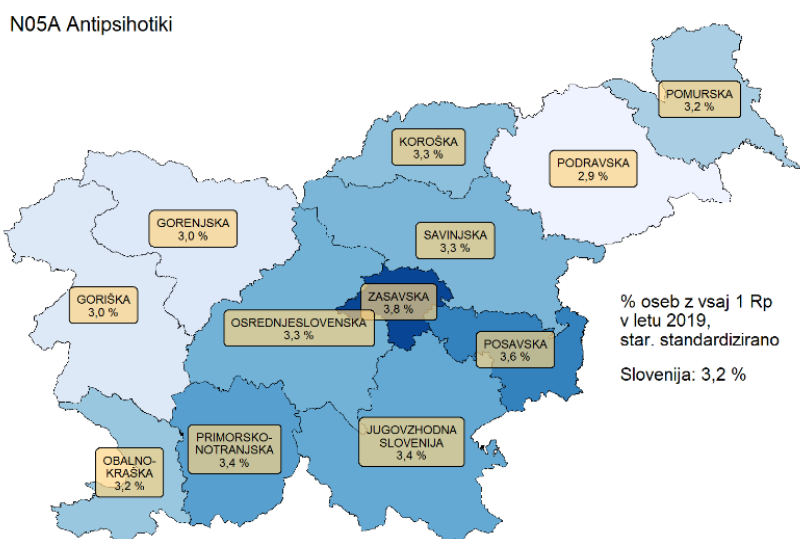 N05A Antipsihotiki
POMURSKA
3,2 %
KOROŠKA
3,3 %
PODRAVSKA
2,9 %
GORENJSKA
3,0 %
SAVINJSKA
3,3 %
GORIŠKA
3,0 %
ZASAVSKA
3,8 %
OSREDNJESLOVENSKA
3,3 %
POSAVSKA
3,6 %
% oseb z vsaj 1 Rp
v letu 2019,
star. standardizirano
Slovenija: 3,2 %
PRIMORSKO-
NOTRANJSKA
3,4 %
JUGOVZHODNA
SLOVENIJA
3,4 %
OBALNO-
KRAŠKA
3,2 %